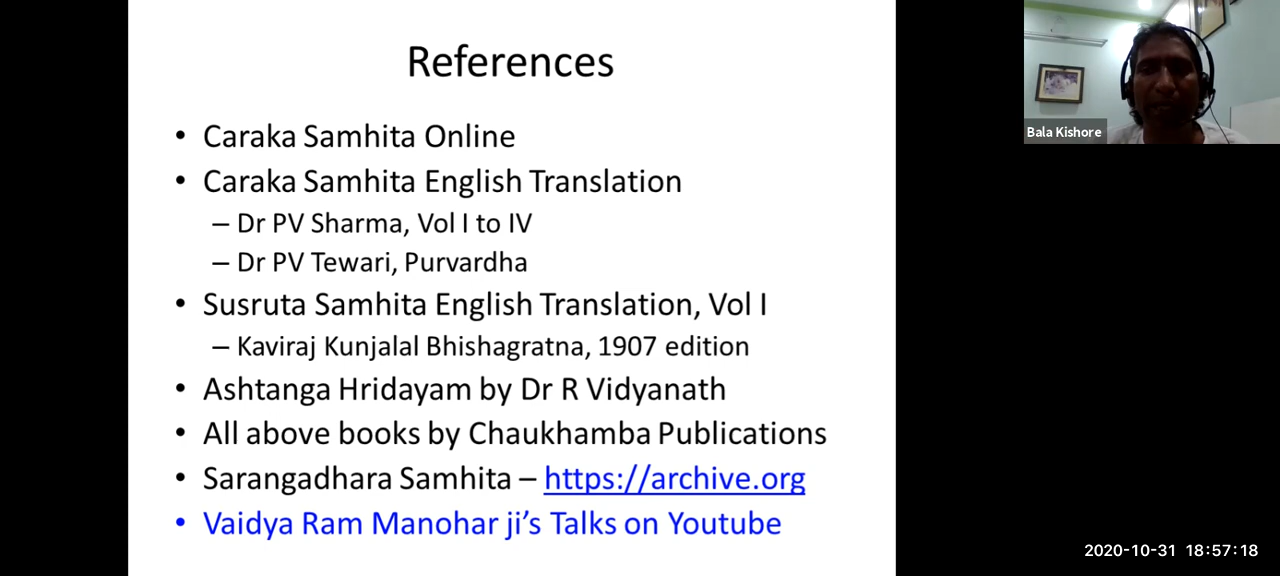 References
• Caraka Samhita Online
• Caraka Samhita English Translation
– Dr PV Sharma, Vol I to IV
– Dr PV Tewari, Purvardha
• Susruta Samhita English Translation, Vol I
– Kaviraj Kunjalal Bhishagratna, 1907 edition
• Ashtanga Hridayam by Dr R Vidyanath
• All above books by Chaukhamba Publications
• Sarangadhara Samhita – https://archive.org
• Vaidya Ram Manohar ji’s Talks on Youtube
Bala Kishore
2020-10-31 18:57:18